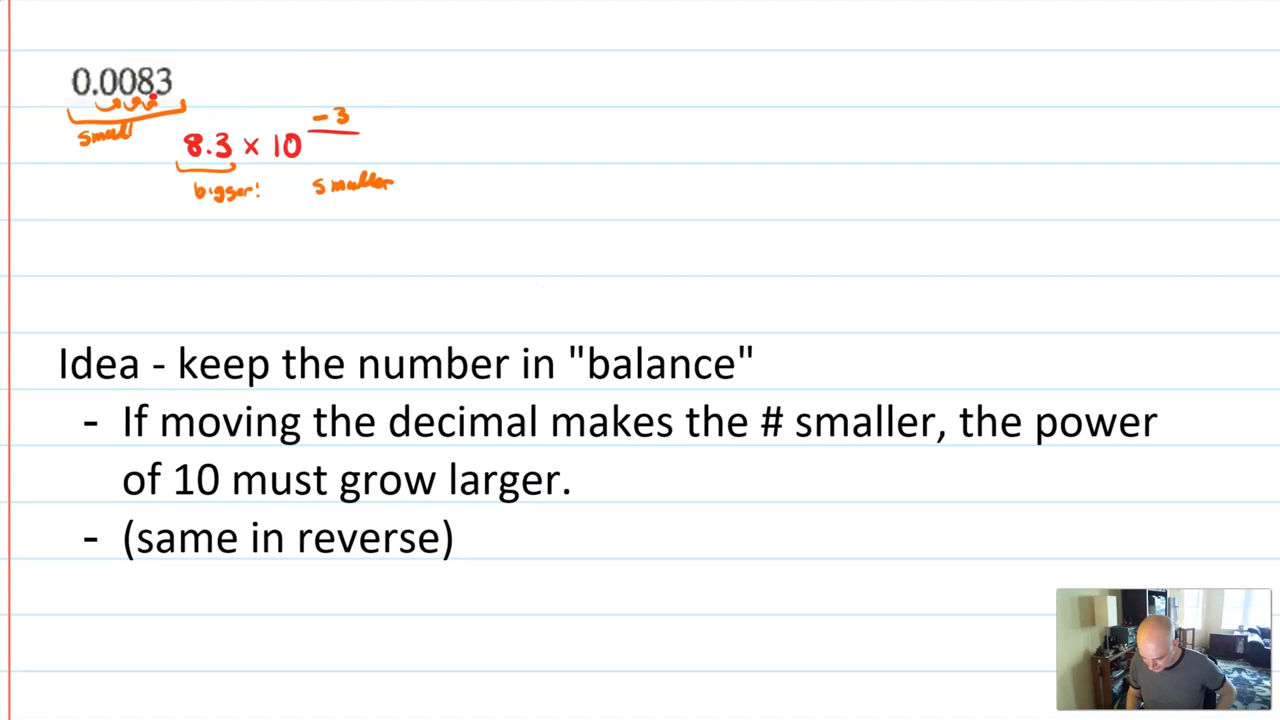 0.0083
small
- 3
8.3 × 10
bigger!
smaller
Idea - keep the number in "balance"
- If moving the decimal makes the # smaller, the power
of 10 must grow larger.
- (same in reverse)